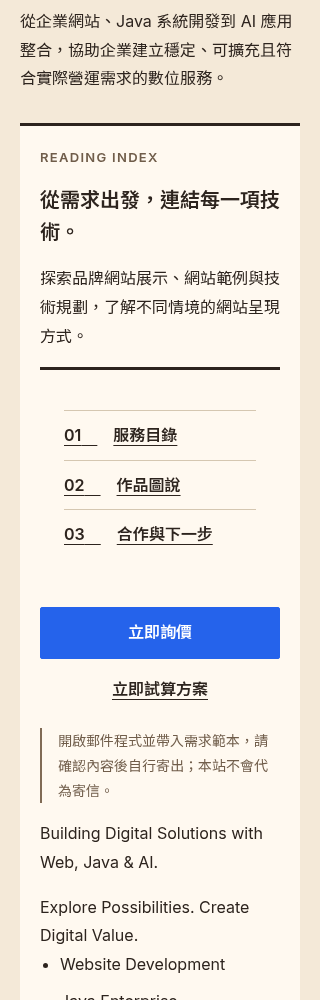 從企業網站、Java 系統開發到 AI 應用
整合，協助企業建立穩定、可擴充且符
合實際營運需求的數位服務。
READING INDEX
從需求出發，連結每一項技
術。
探索品牌網站展示、網站範例與技
術規劃，了解不同情境的網站呈現
方式。
01 服務目錄
02 作品圖說
03 合作與下一步
立即詢價
立即試算方案
開啟郵件程式並帶入需求範本，請
確認內容後自行寄出；本站不會代
為寄信。
Building Digital Solutions with
Web, Java & AI.
Explore Possibilities. Create
Digital Value.
• Website Development
Java Enterprise